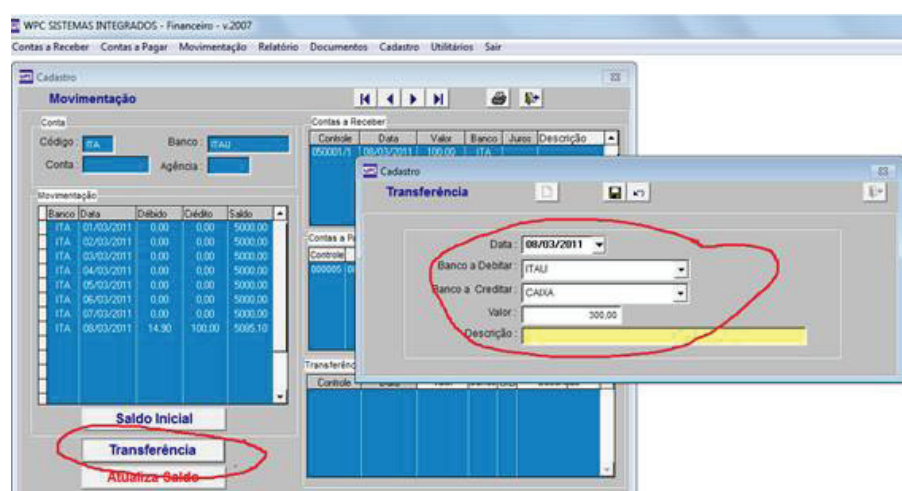 WPC SISTEMAS INTEGRADOS - Financeiro - v.2007
Contas a Receber Contas a Pagar Movimentação Relatório Documentos Cadastro Utilitários Sair
Cadastro
Movimentação
Conta
Código : ITA Banco : ITAU
Conta : Agência :
Movimentação
Banco Data Débido Crédito Saldo
ITA 01/03/2011 0,00 0,00 5000,00
ITA 02/03/2011 0,00 0,00 5000,00
ITA 03/03/2011 0,00 0,00 5000,00
ITA 04/03/2011 0,00 0,00 5000,00
ITA 05/03/2011 0,00 0,00 5000,00
ITA 06/03/2011 0,00 0,00 5000,00
ITA 07/03/2011 0,00 0,00 5000,00
ITA 08/03/2011 14,90 100,00 5085,10
Saldo Inicial
Transferência
Atualiza Saldo
Contas a Receber
Controle Data Valor Banco Juros Descrição
050001/1 08/03/2011 100,00 ITA
Contas a
Controle
000005
Controle
Cadastro
Transferência
Data : 08/03/2011
Banco a Debitar : ITAU
Banco a Creditar : CAIXA
Valor : 300,00
Descrição :